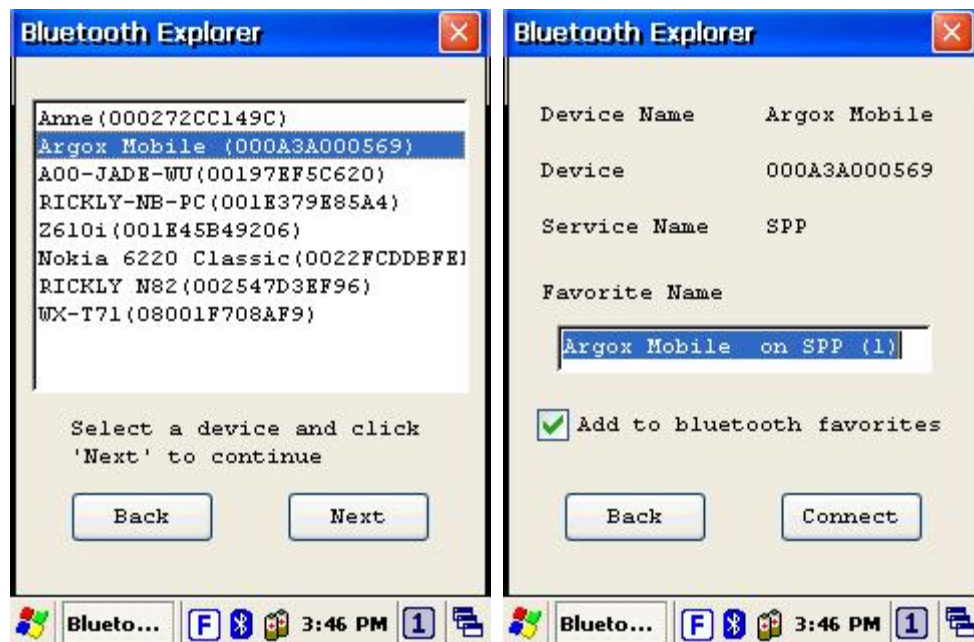 Bluetooth Explorer
Anne(000272CC149C)
Argox Mobile (000A3A000569)
A00-JADE-WU(00197EF5C620)
RICKLY-NB-PC(001E379E85A4)
Z610i(001E45B49206)
Nokia 6220 Classic(0022FCDDBFE
RICKLY N82(002547D3EF96)
WX-T71(08001F708AF9)
Select a device and click
'Next' to continue
Back
Next
Blueto...
F
3:46 PM
1
Bluetooth Explorer
Device Name Argox Mobile
Device 000A3A000569
Service Name SPP
Favorite Name
Argox Mobile on SPP (1)
Add to bluetooth favorites
Back
Connect
Blueto...
F
3:46 PM
1